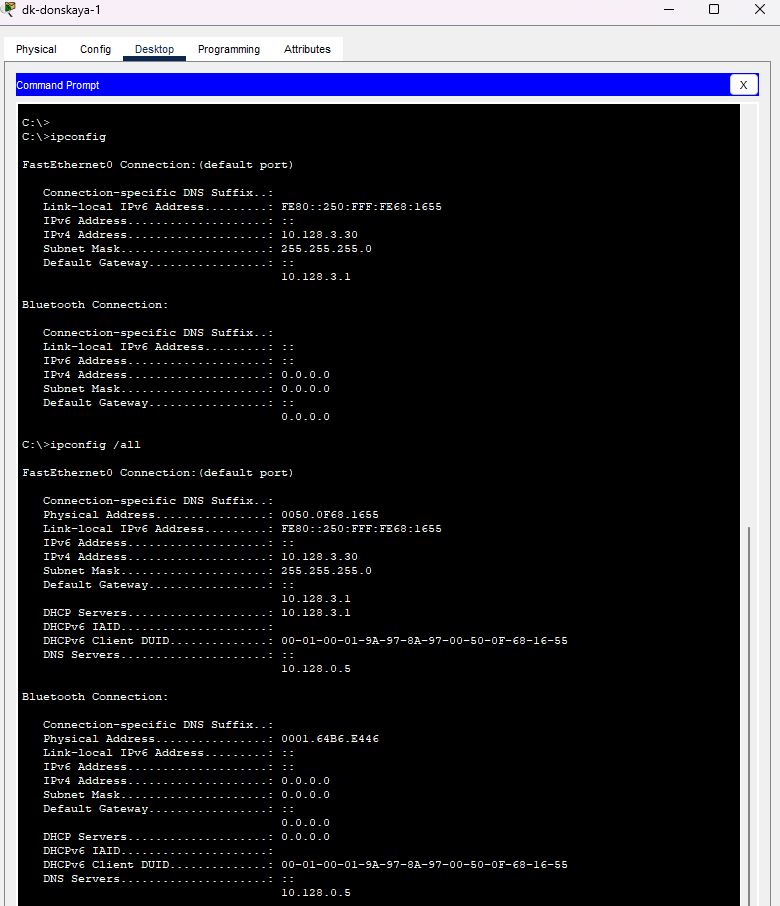 dk-donskaya-1
Physical Config Desktop Programming Attributes
Command Prompt X
C:\>
C:\>ipconfig
FastEthernet0 Connection:(default port)
Connection-specific DNS Suffix..:
Link-local IPv6 Address.........: FE80::250:FFF:FE68:1655
IPv6 Address....................: ::
IPv4 Address....................: 10.128.3.30
Subnet Mask.....................: 255.255.255.0
Default Gateway.................: ::
10.128.3.1
Bluetooth Connection:
Connection-specific DNS Suffix..:
Link-local IPv6 Address.........: ::
IPv6 Address....................: ::
IPv4 Address....................: 0.0.0.0
Subnet Mask.....................: 0.0.0.0
Default Gateway.................: ::
0.0.0.0
C:\>ipconfig /all
FastEthernet0 Connection:(default port)
Connection-specific DNS Suffix..:
Physical Address................: 0050.0F68.1655
Link-local IPv6 Address.........: FE80::250:FFF:FE68:1655
IPv6 Address....................: ::
IPv4 Address....................: 10.128.3.30
Subnet Mask.....................: 255.255.255.0
Default Gateway.................: ::
10.128.3.1
DHCP Servers....................: 10.128.3.1
DHCPv6 IAID.....................:
DHCPv6 Client DUID..............: 00-01-00-01-9A-97-8A-97-00-50-0F-68-16-55
DNS Servers.....................: ::
10.128.0.5
Bluetooth Connection:
Connection-specific DNS Suffix..:
Physical Address................: 0001.64B6.E446
Link-local IPv6 Address.........: ::
IPv6 Address....................: ::
IPv4 Address....................: 0.0.0.0
Subnet Mask.....................: 0.0.0.0
Default Gateway.................: ::
0.0.0.0
DHCP Servers....................: 0.0.0.0
DHCPv6 IAID.....................:
DHCPv6 Client DUID..............: 00-01-00-01-9A-97-8A-97-00-50-0F-68-16-55
DNS Servers.....................: ::
10.128.0.5